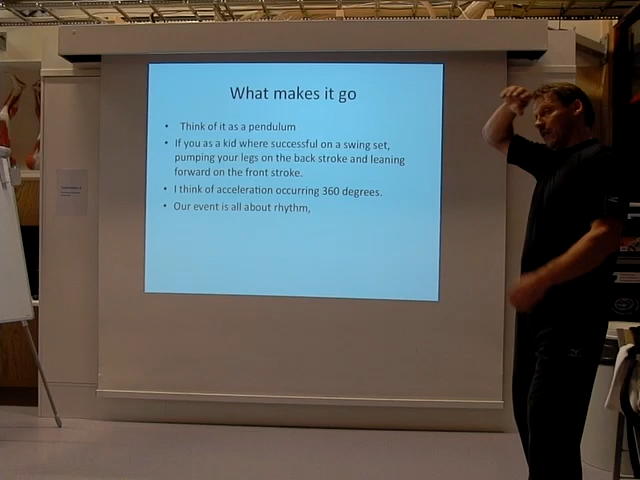 What makes it go
• Think of it as a pendulum
• If you as a kid where successful on a swing set,
pumping your legs on the back stroke and leaning
forward on the front stroke.
• I think of acceleration occurring 360 degrees.
• Our event is all about rhythm,